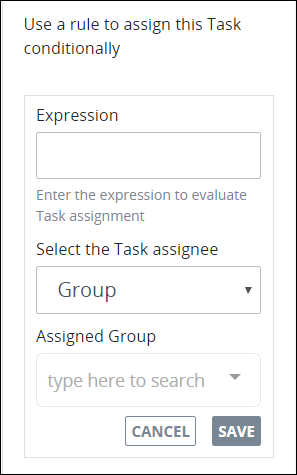 Use a rule to assign this Task
conditionally
Expression
Enter the expression to evaluate
Task assignment
Select the Task assignee
Group
Assigned Group
type here to search
CANCEL SAVE